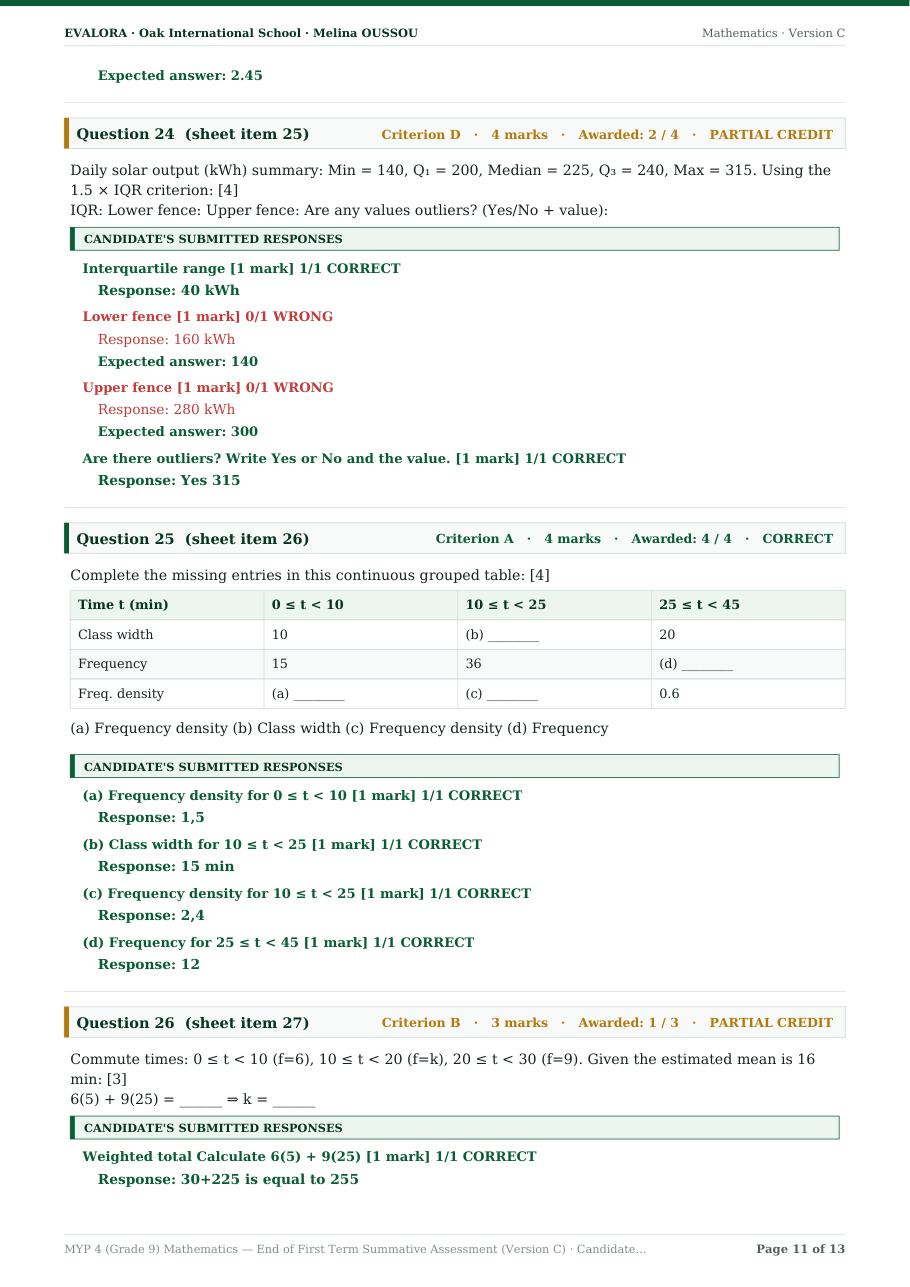 EVALORA · Oak International School · Melina OUSSOU
Mathematics · Version C
Expected answer: 2.45
Question 24 (sheet item 25)
Criterion D · 4 marks · Awarded: 2 / 4 · PARTIAL CREDIT
Daily solar output (kWh) summary: Min = 140, Q₁ = 200, Median = 225, Q₃ = 240, Max = 315. Using the
1.5 × IQR criterion: [4]
IQR: Lower fence: Upper fence: Are any values outliers? (Yes/No + value):
CANDIDATE'S SUBMITTED RESPONSES
Interquartile range [1 mark] 1/1 CORRECT
Response: 40 kWh
Lower fence [1 mark] 0/1 WRONG
Response: 160 kWh
Expected answer: 140
Upper fence [1 mark] 0/1 WRONG
Response: 280 kWh
Expected answer: 300
Are there outliers? Write Yes or No and the value. [1 mark] 1/1 CORRECT
Response: Yes 315
Question 25 (sheet item 26)
Criterion A · 4 marks · Awarded: 4 / 4 · CORRECT
Complete the missing entries in this continuous grouped table: [4]
Time t (min) 0 ≤ t < 10 10 ≤ t < 25 25 ≤ t < 45
Class width 10 (b) _______ 20
Frequency 15 36 (d) _______
Freq. density (a) _______ (c) _______ 0.6
(a) Frequency density (b) Class width (c) Frequency density (d) Frequency
CANDIDATE'S SUBMITTED RESPONSES
(a) Frequency density for 0 ≤ t < 10 [1 mark] 1/1 CORRECT
Response: 1,5
(b) Class width for 10 ≤ t < 25 [1 mark] 1/1 CORRECT
Response: 15 min
(c) Frequency density for 10 ≤ t < 25 [1 mark] 1/1 CORRECT
Response: 2,4
(d) Frequency for 25 ≤ t < 45 [1 mark] 1/1 CORRECT
Response: 12
Question 26 (sheet item 27)
Criterion B · 3 marks · Awarded: 1 / 3 · PARTIAL CREDIT
Commute times: 0 ≤ t < 10 (f=6), 10 ≤ t < 20 (f=k), 20 ≤ t < 30 (f=9). Given the estimated mean is 16
min: [3]
6(5) + 9(25) = ______ ⇒ k = ______
CANDIDATE'S SUBMITTED RESPONSES
Weighted total Calculate 6(5) + 9(25) [1 mark] 1/1 CORRECT
Response: 30+225 is equal to 255
MYP 4 (Grade 9) Mathematics — End of First Term Summative Assessment (Version C) · Candidate...
Page 11 of 13